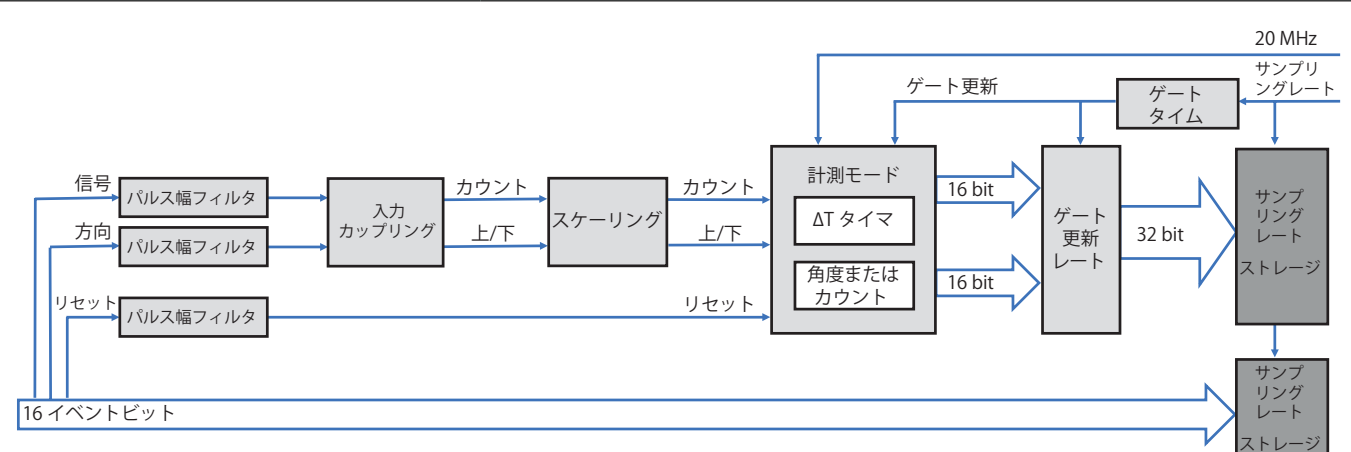 20 MHz
サンプリ
ングレート
ゲート更新
ゲート
タイム
信号
パルス幅フィルタ
方向
パルス幅フィルタ
リセット
パルス幅フィルタ
入力
カップリング
カウント
上/下
スケーリング
カウント
上/下
リセット
計測モード
ΔT タイマ
角度または
カウント
16 bit
16 bit
ゲート
更新
レート
32 bit
サンプ
リング
レート
ストレージ
16 イベントビット
サンプ
リング
レート
ストレージ